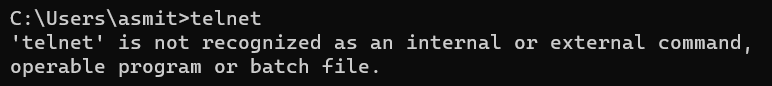 C:\Users\asmit>telnet
'telnet' is not recognized as an internal or external command,
operable program or batch file.